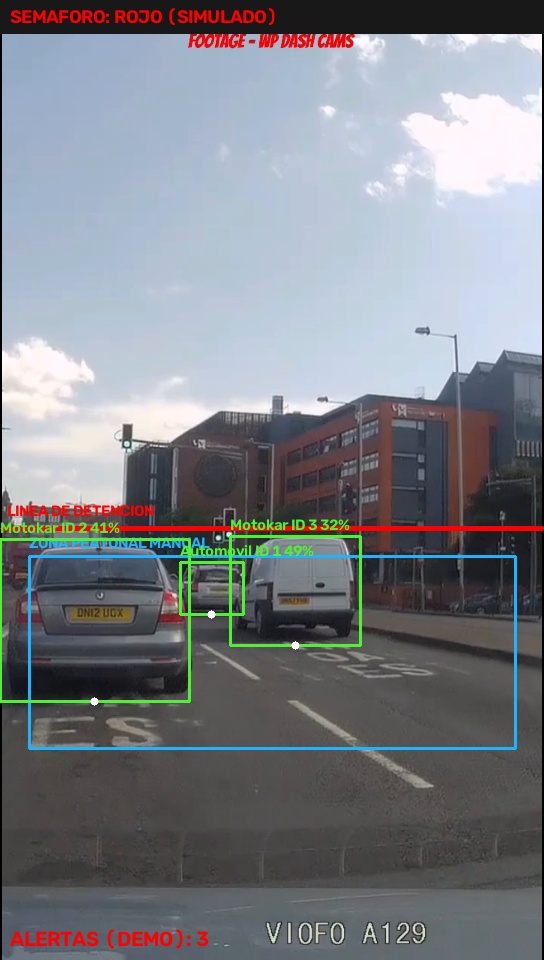 SEMAFORO: ROJO (SIMULADO)
FOOTAGE - WP DASH CAMS
LINEA DE DETENCION
Motokar ID 2 41%
Motokar ID 3 32%
ZONA PEATONAL MANUAL
Automovil ID 1 49%
DN12 UGX
ES
ALERTAS (DEMO): 3
VIOFO A129